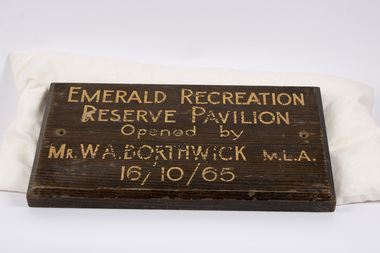 EMERALD RECREATION
RESERVE PAVILION
Opened by
MR. W.A. BORTHWICK M.L.A.
16/10/65